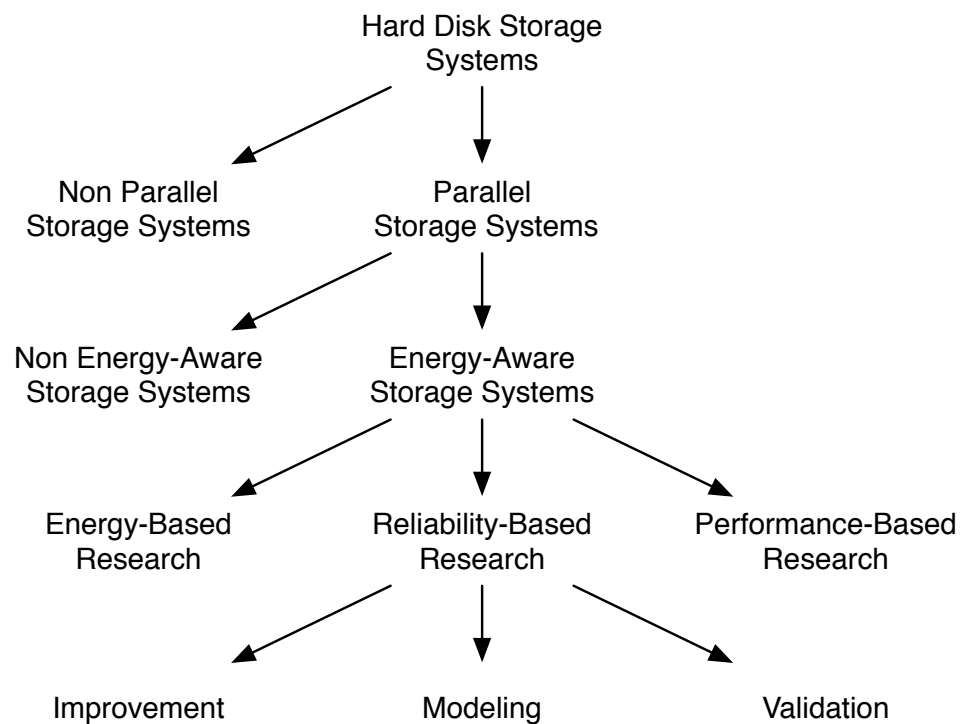 Hard Disk Storage
Systems
Non Parallel
Storage Systems
Parallel
Storage Systems
Non Energy-Aware
Storage Systems
Energy-Aware
Storage Systems
Energy-Based
Research
Reliability-Based
Research
Performance-Based
Research
Improvement
Modeling
Validation